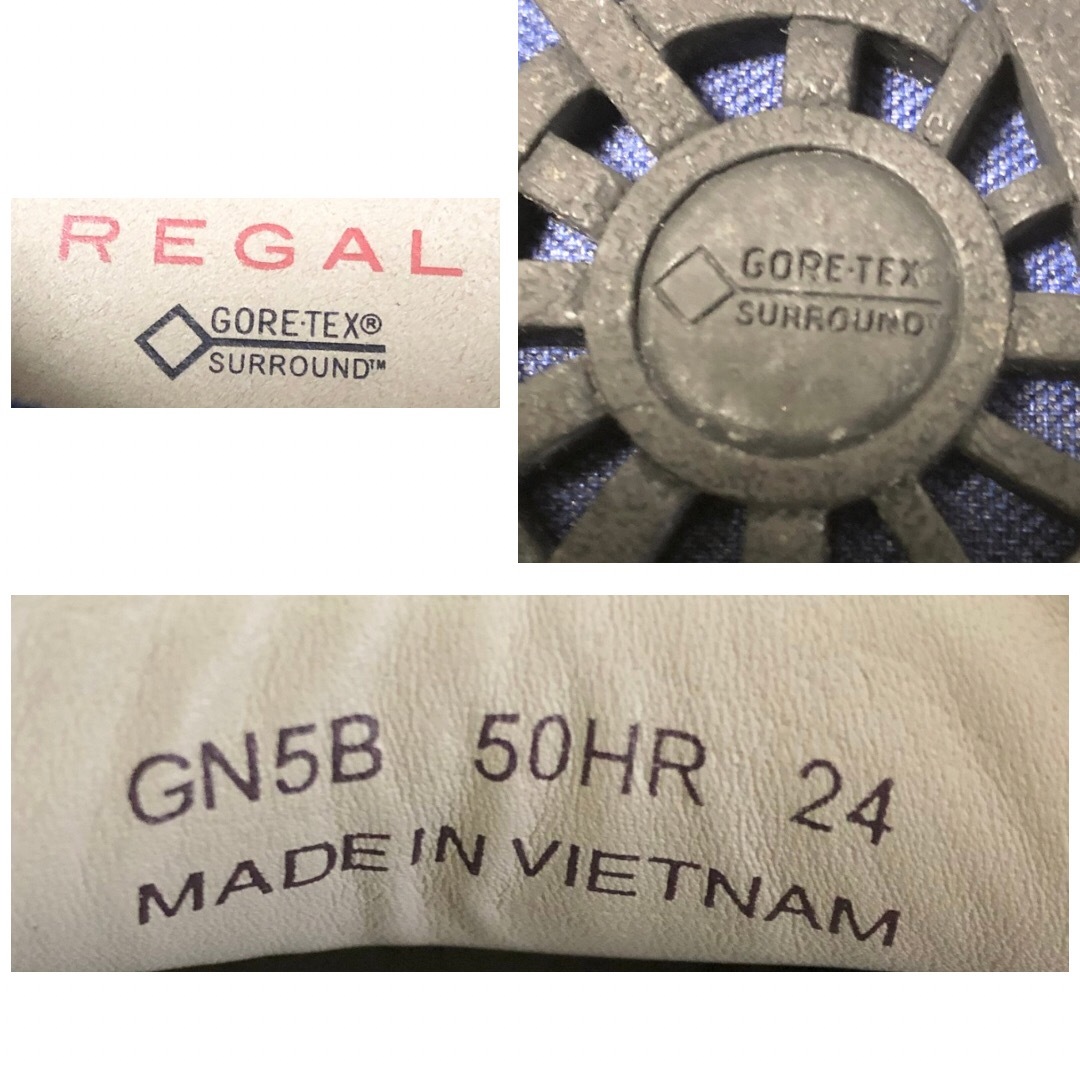 REGAL
GORE-TEX®
SURROUND™
GORE-TEX
SURROUND
GN5B 50HR 24
MADE IN VIETNAM